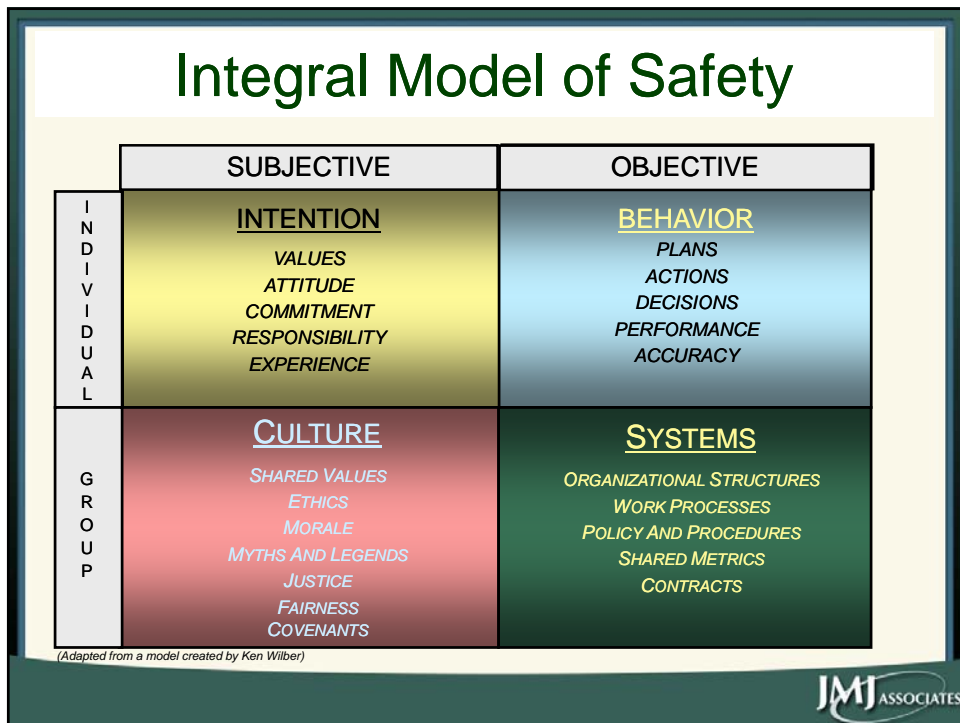 Integral Model of Safety
SUBJECTIVE
OBJECTIVE
INDIVIDUAL
INTENTION
VALUES
ATTITUDE
COMMITMENT
RESPONSIBILITY
EXPERIENCE
BEHAVIOR
PLANS
ACTIONS
DECISIONS
PERFORMANCE
ACCURACY
GROUP
CULTURE
SHARED VALUES
ETHICS
MORALE
MYTHS AND LEGENDS
JUSTICE
FAIRNESS
COVENANTS
SYSTEMS
ORGANIZATIONAL STRUCTURES
WORK PROCESSES
POLICY AND PROCEDURES
SHARED METRICS
CONTRACTS
(Adapted from a model created by Ken Wilber)
JMJ ASSOCIATES